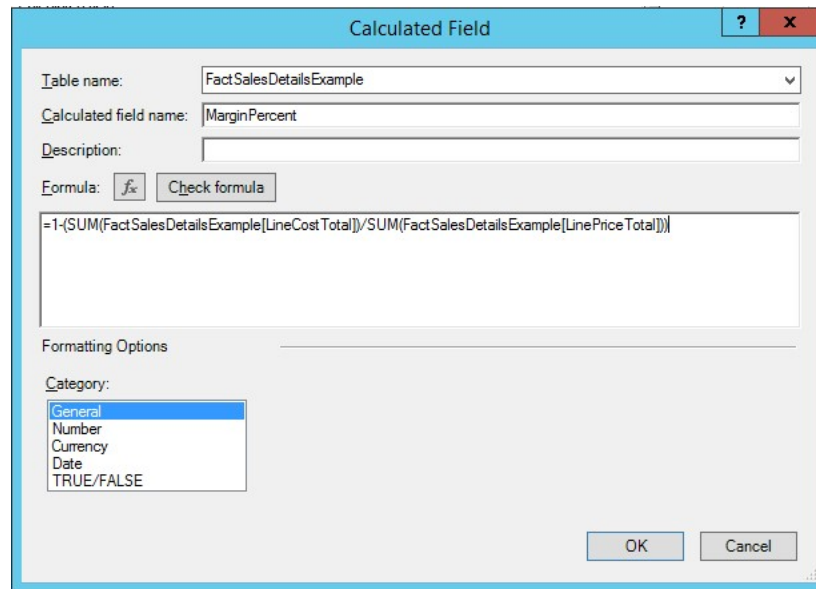 Calculated Field
? x
Table name: FactSalesDetailsExample
Calculated field name: MarginPercent
Description:
Formula: fx Check formula
=1-(SUM(FactSalesDetailsExample[LineCostTotal])/SUM(FactSalesDetailsExample[LinePriceTotal]))
Formatting Options
Category:
General
Number
Currency
Date
TRUE/FALSE
OK Cancel